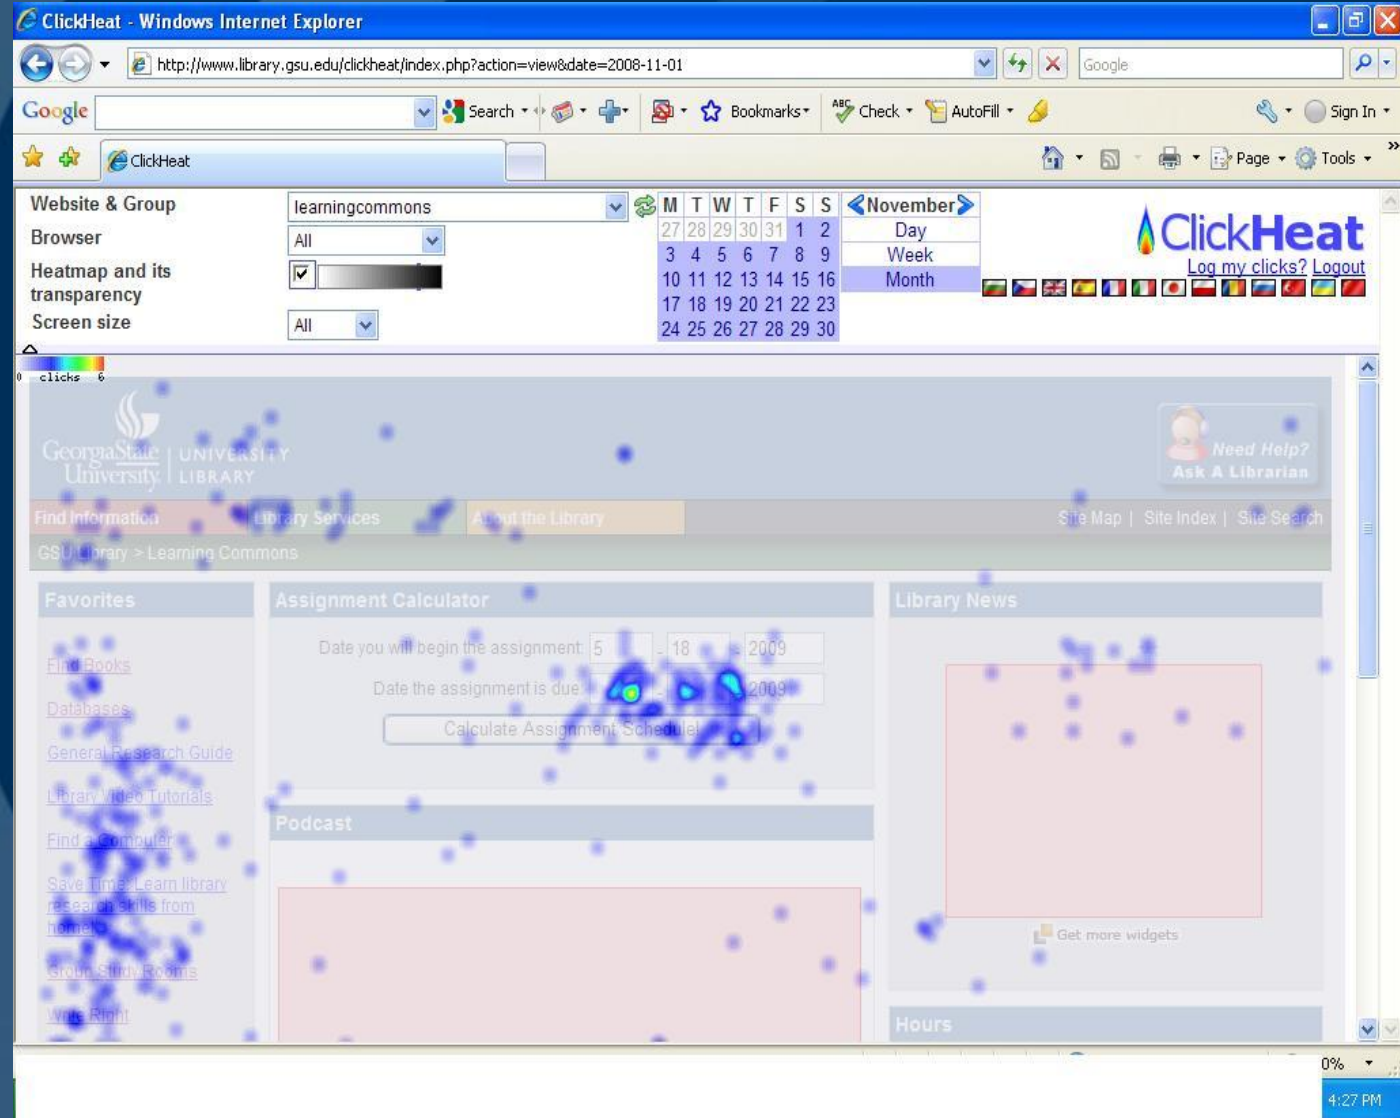 ClickHeat - Windows Internet Explorer
http://www.library.gsu.edu/clickheat/index.php?action=view&date=2008-11-01
Google
Google Search Bookmarks Check AutoFill Sign In
ClickHeat Page Tools
Website & Group learningcommons
Browser All
Heatmap and its
transparency
Screen size All
M T W T F S S
27 28 29 30 31 1 2
3 4 5 6 7 8 9
10 11 12 13 14 15 16
17 18 19 20 21 22 23
24 25 26 27 28 29 30
November
Day
Week
Month
ClickHeat
Log my clicks? Logout
0 clicks 6
GeorgiaState University | UNIVERSITY LIBRARY
Need Help?
Ask A Librarian
Find Information Library Services About the Library Site Map | Site Index | Site Search
GSU Library > Learning Commons
Favorites
Find Books
Databases
General Research Guide
Library Video Tutorials
Find a Computer
Save Time: Learn library
research skills from
home!
Group Study Rooms
Write Right
Assignment Calculator
Date you will begin the assignment: 5 - 18 - 2009
Date the assignment is due: - 2009
Calculate Assignment Schedule!
Podcast
Library News
Get more widgets
Hours
0%
4:27 PM